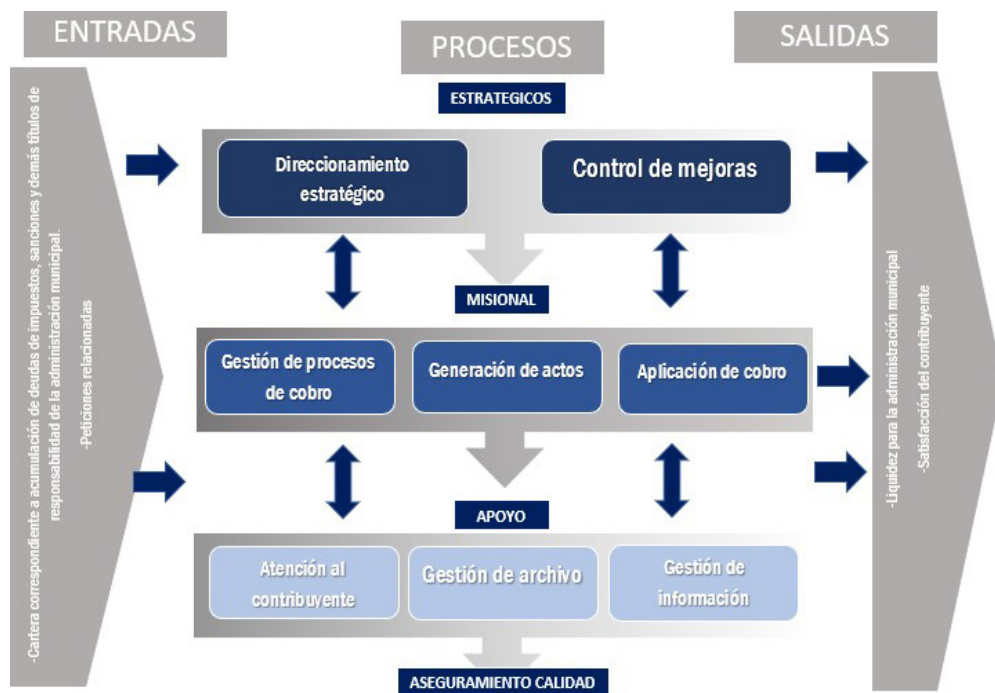 ENTRADAS
PROCESOS
SALIDAS
-Cartera correspondiente a acumulación de deudas de impuestos, sanciones y demás títulos de
responsabilidad de la administración municipal.
-Peticiones relacionadas
ESTRATEGICOS
Direccionamiento
estratégico
Control de mejoras
MISIONAL
Gestión de procesos
de cobro
Generación de actos
Aplicación de cobro
APOYO
Atención al
contribuyente
Gestión de archivo
Gestión de
información
ASEGURAMIENTO CALIDAD
-Liquidez para la administración municipal
-Satisfacción del contribuyente